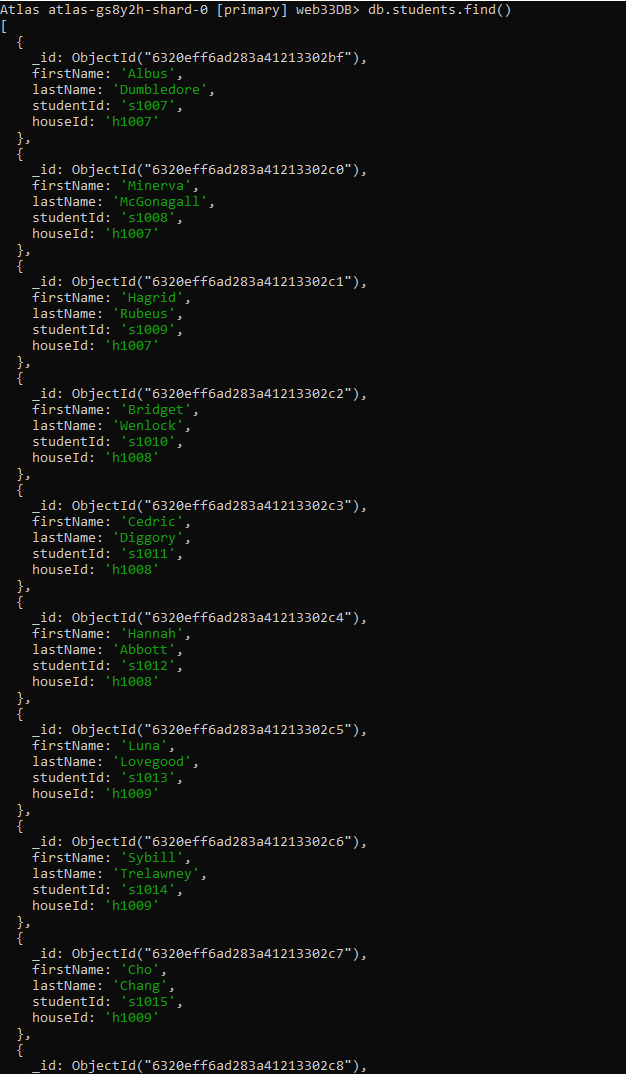 Atlas atlas-gs8y2h-shard-0 [primary] web33DB> db.students.find()
[
  {
    _id: ObjectId("6320eff6ad283a41213302bf"),
    firstName: 'Albus',
    lastName: 'Dumbledore',
    studentId: 's1007',
    houseId: 'h1007'
  },
  {
    _id: ObjectId("6320eff6ad283a41213302c0"),
    firstName: 'Minerva',
    lastName: 'McGonagall',
    studentId: 's1008',
    houseId: 'h1007'
  },
  {
    _id: ObjectId("6320eff6ad283a41213302c1"),
    firstName: 'Hagrid',
    lastName: 'Rubeus',
    studentId: 's1009',
    houseId: 'h1007'
  },
  {
    _id: ObjectId("6320eff6ad283a41213302c2"),
    firstName: 'Bridget',
    lastName: 'Wenlock',
    studentId: 's1010',
    houseId: 'h1008'
  },
  {
    _id: ObjectId("6320eff6ad283a41213302c3"),
    firstName: 'Cedric',
    lastName: 'Diggory',
    studentId: 's1011',
    houseId: 'h1008'
  },
  {
    _id: ObjectId("6320eff6ad283a41213302c4"),
    firstName: 'Hannah',
    lastName: 'Abbott',
    studentId: 's1012',
    houseId: 'h1008'
  },
  {
    _id: ObjectId("6320eff6ad283a41213302c5"),
    firstName: 'Luna',
    lastName: 'Lovegood',
    studentId: 's1013',
    houseId: 'h1009'
  },
  {
    _id: ObjectId("6320eff6ad283a41213302c6"),
    firstName: 'Sybill',
    lastName: 'Trelawney',
    studentId: 's1014',
    houseId: 'h1009'
  },
  {
    _id: ObjectId("6320eff6ad283a41213302c7"),
    firstName: 'Cho',
    lastName: 'Chang',
    studentId: 's1015',
    houseId: 'h1009'
  },
  {
    _id: ObjectId("6320eff6ad283a41213302c8"),